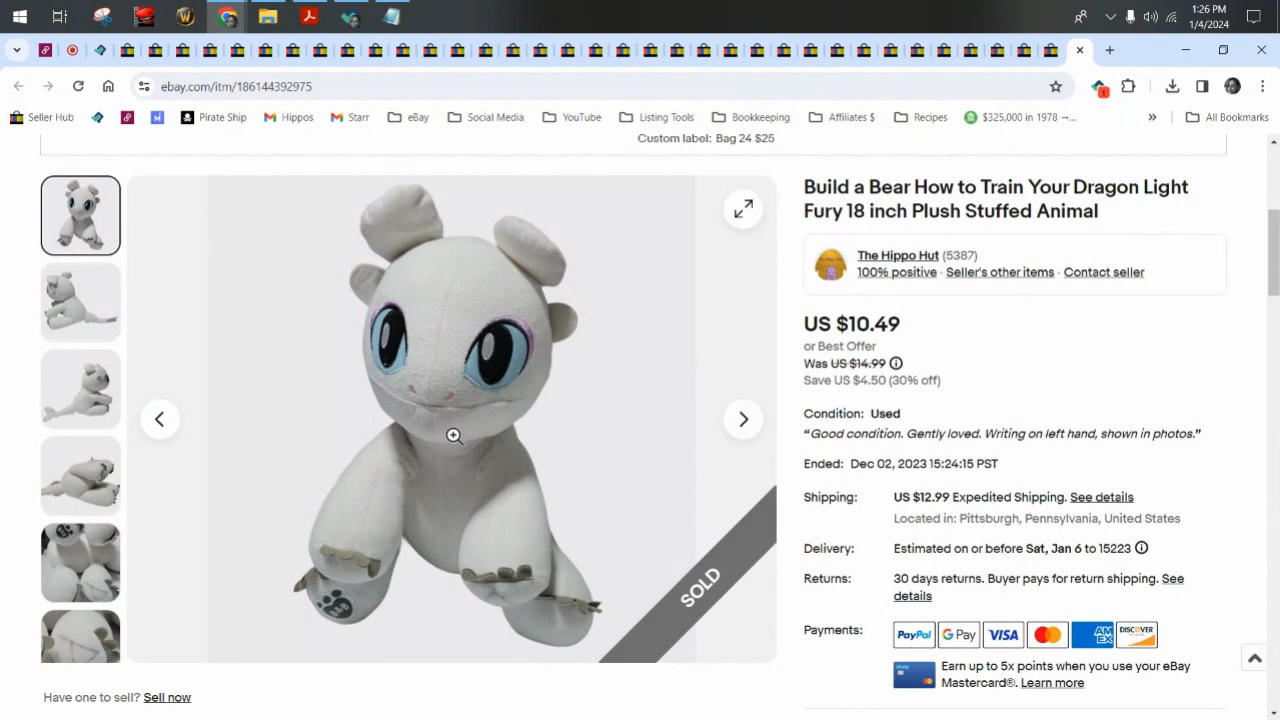 1:26 PM
1/4/2024
ebay.com/itm/186144392975
1
Seller Hub
Pirate Ship
Hippos
Starr
eBay
Social Media
YouTube
Listing Tools
Bookkeeping
Affiliates $
Recipes
$325,000 in 1978 →...
»
All Bookmarks
Custom label: Bag 24 $25
Build a Bear How to Train Your Dragon Light
Fury 18 inch Plush Stuffed Animal
The Hippo Hut (5387)
100% positive · Seller's other items · Contact seller
US $10.49
or Best Offer
Was US $14.99
Save US $4.50 (30% off)
Condition: Used
“Good condition. Gently loved. Writing on left hand, shown in photos.”
Ended: Dec 02, 2023 15:24:15 PST
Shipping: US $12.99 Expedited Shipping. See details
Located in: Pittsburgh, Pennsylvania, United States
Delivery: Estimated on or before Sat, Jan 6 to 15223
Returns: 30 days returns. Buyer pays for return shipping. See
details
Payments: PayPal G Pay VISA MasterCard AM EX DISCOVER
Earn up to 5x points when you use your eBay
Mastercard®. Learn more
SOLD
BAB
Have one to sell? Sell now